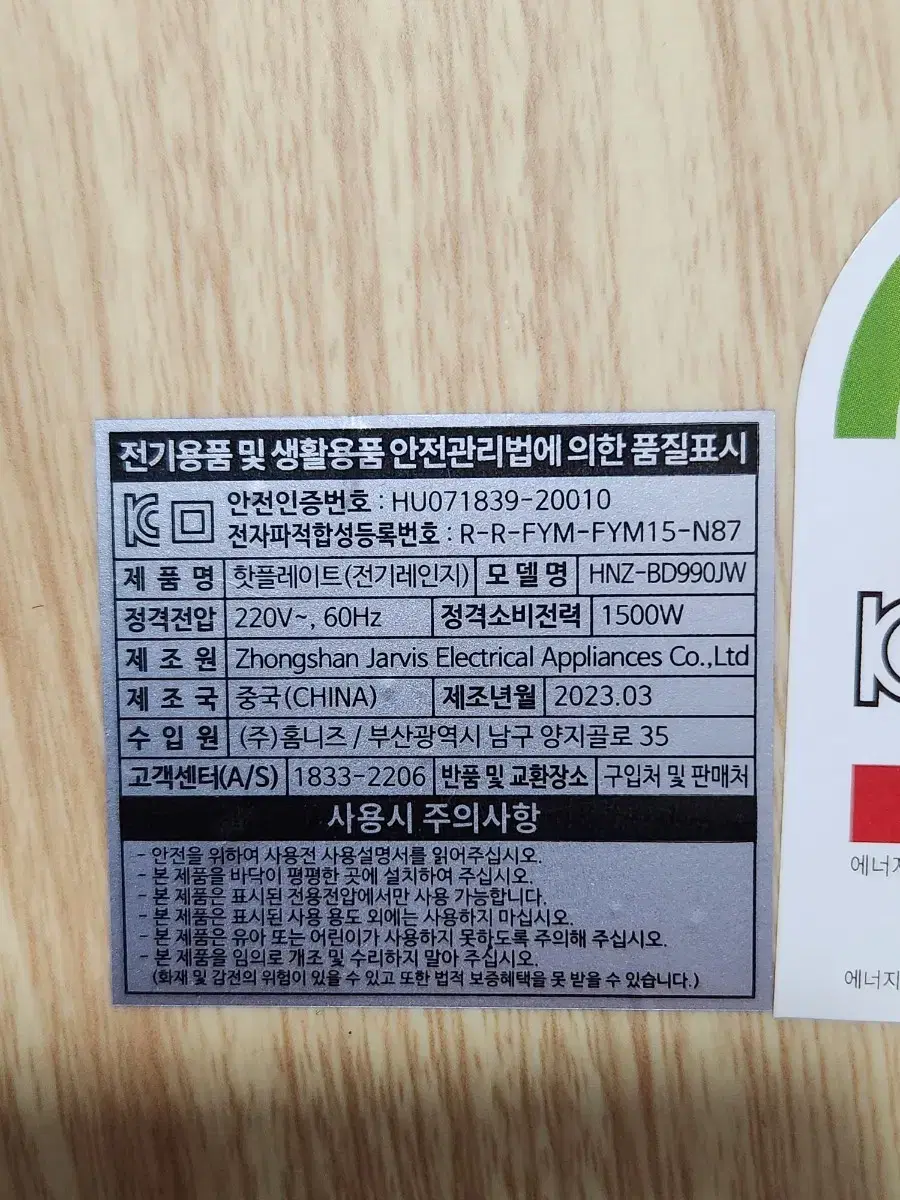 전기용품 및 생활용품 안전관리법에 의한 품질표시
안전인증번호 : HU071839-20010
전자파적합성등록번호 : R-R-FYM-FYM15-N87
제 품 명 핫플레이트(전기레인지) 모 델 명 HNZ-BD990JW
정격전압 220V~, 60Hz 정격소비전력 1500W
제 조 원 Zhongshan Jarvis Electrical Appliances Co.,Ltd
제 조 국 중국(CHINA) 제조년월 2023.03
수 입 원 (주)홈니즈 / 부산광역시 남구 양지골로 35
고객센터(A/S) 1833-2206 반품 및 교환장소 구입처 및 판매처
사용시 주의사항
- 안전을 위하여 사용전 사용설명서를 읽어주십시오.
- 본 제품을 바닥이 평평한 곳에 설치하여 주십시오.
- 본 제품은 표시된 전용전압에서만 사용 가능합니다.
- 본 제품은 표시된 사용 용도 외에는 사용하지 마십시오.
- 본 제품은 유아 또는 어린이가 사용하지 못하도록 주의해 주십시오.
- 본 제품을 임의로 개조 및 수리하지 말아 주십시오.
(화재 및 감전의 위험이 있을 수 있고 또한 법적 보증혜택을 못 받을 수 있습니다.)